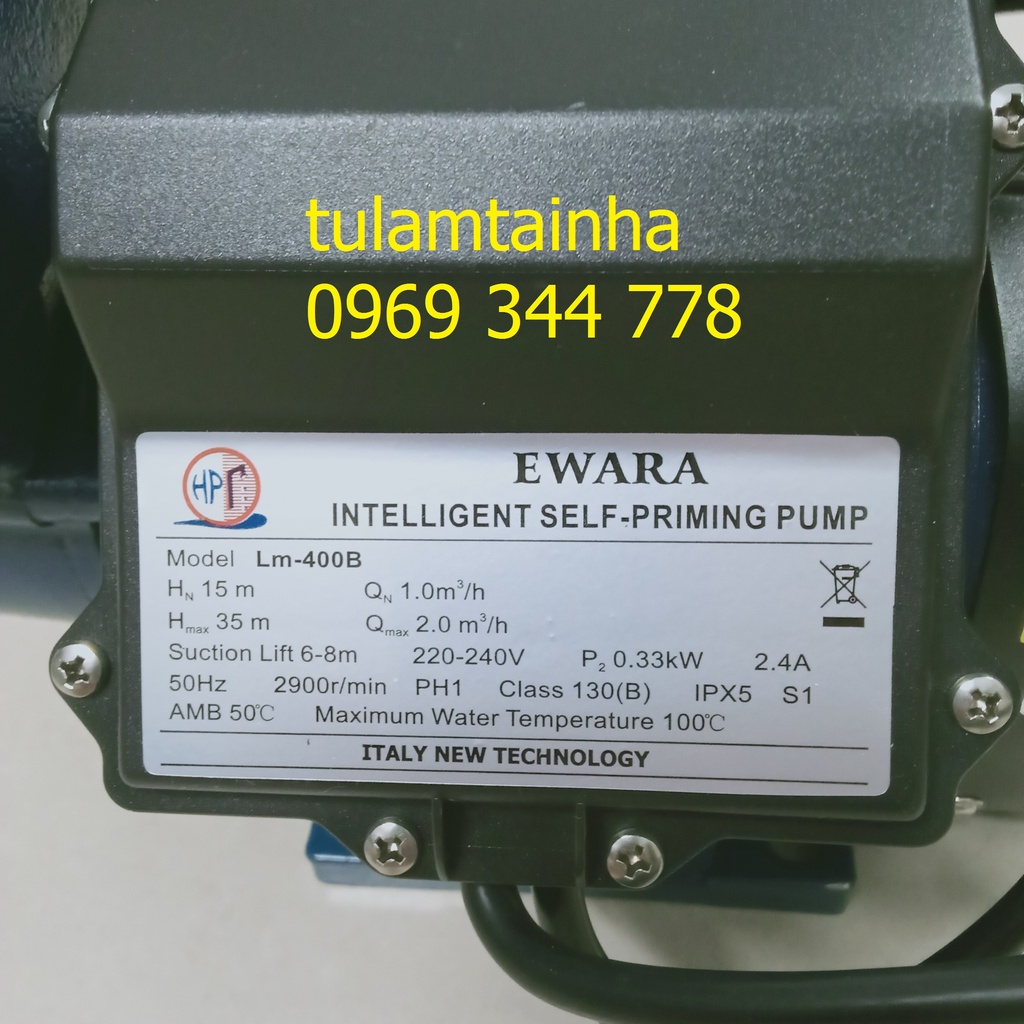 tulamtainha
0969 344 778
HP
EWARA
INTELLIGENT SELF-PRIMING PUMP
Model Lm-400B
HN 15 m QN 1.0m³/h
Hmax 35 m Qmax 2.0 m³/h
Suction Lift 6-8m 220-240V P2 0.33kW 2.4A
50Hz 2900r/min PH1 Class 130(B) IPX5 S1
AMB 50℃ Maximum Water Temperature 100℃
ITALY NEW TECHNOLOGY